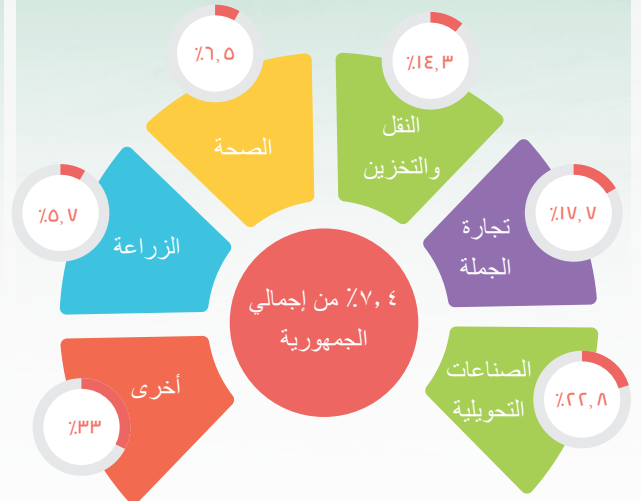 ٪١٤,٣
النقل
والتخزين
٪١٧,٧
تجارة
الجملة
٪٢٢,٨
الصناعات
التحويلية
٪٦,٥
الصحة
٪٥,٧
الزراعة
٪٣٣
أخرى
٪٧,٤ من إجمالي
الجمهورية